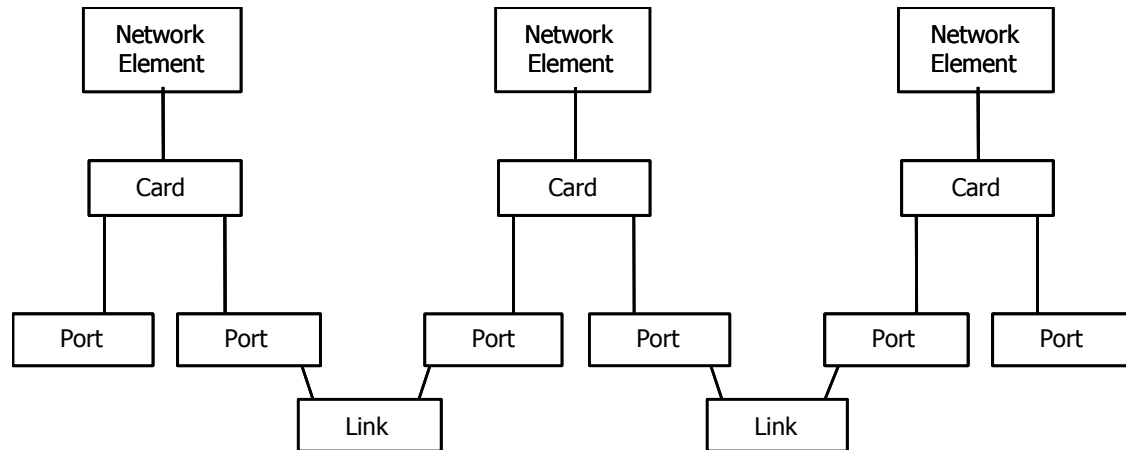 Network
Element
Network
Element
Network
Element
Card
Card
Card
Port
Port
Port
Port
Port
Port
Link
Link